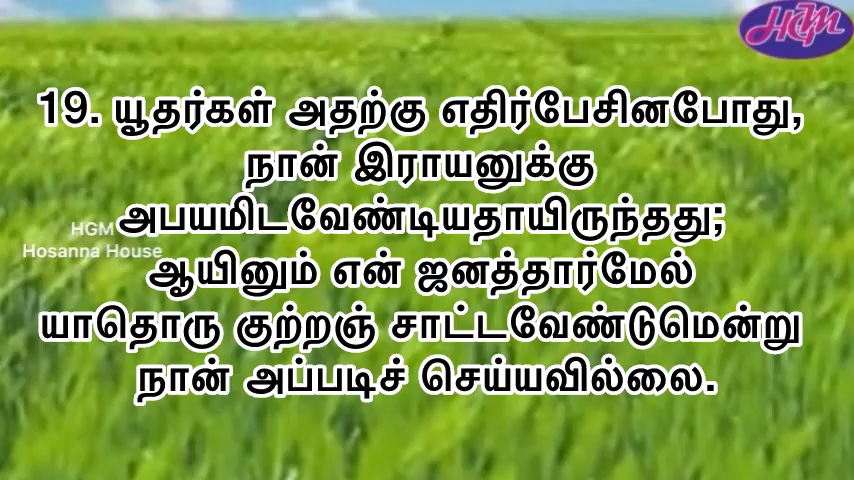 HGM
19. யூதர்கள் அதற்கு எதிர்பேசினபோது,
நான் இராயனுக்கு
அபயமிடவேண்டியதாயிருந்தது;
HGM
Hosanna House
ஆயினும் என் ஜனத்தார்மேல்
யாதொரு குற்றஞ் சாட்டவேண்டுமென்று
நான் அப்படிச் செய்யவில்லை.